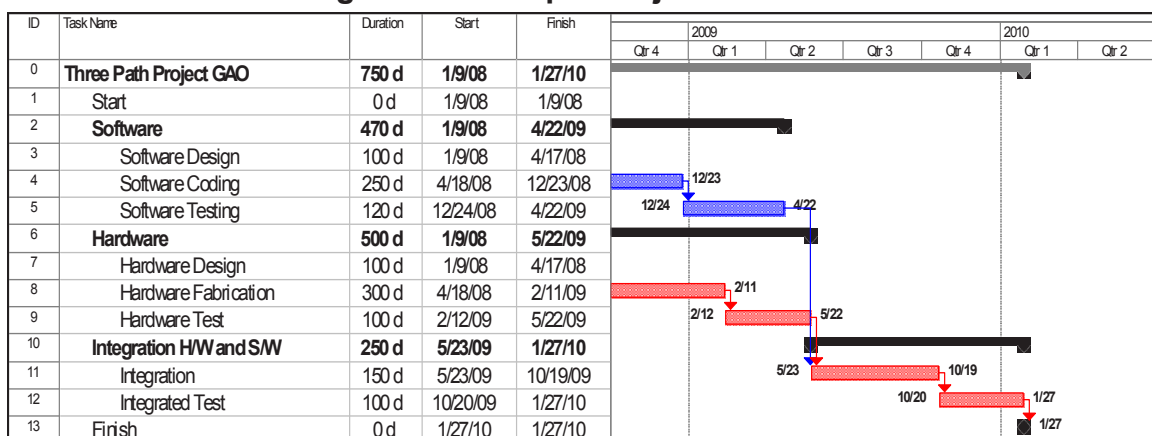 ID Task Name Duration Start Finish
2009 2010
Qtr 4 Qtr 1 Qtr 2 Qtr 3 Qtr 4 Qtr 1 Qtr 2
0 Three Path Project GAO 750 d 1/9/08 1/27/10
1 Start 0 d 1/9/08 1/9/08
2 Software 470 d 1/9/08 4/22/09
3 Software Design 100 d 1/9/08 4/17/08
4 Software Coding 250 d 4/18/08 12/23/08 12/23
5 Software Testing 120 d 12/24/08 4/22/09 12/24 4/22
6 Hardware 500 d 1/9/08 5/22/09
7 Hardware Design 100 d 1/9/08 4/17/08
8 Hardware Fabrication 300 d 4/18/08 2/11/09 2/11
9 Hardware Test 100 d 2/12/09 5/22/09 2/12 5/22
10 Integration H/W and S/W 250 d 5/23/09 1/27/10
11 Integration 150 d 5/23/09 10/19/09 5/23 10/19
12 Integrated Test 100 d 10/20/09 1/27/10 10/20 1/27
13 Finish 0 d 1/27/10 1/27/10 1/27